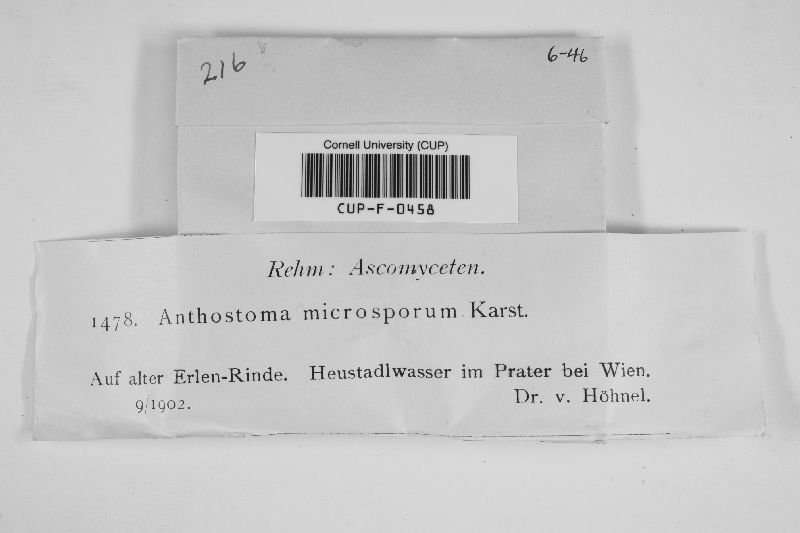 216
6-46
Cornell University (CUP)
CUP-F-0458
Rehm: Ascomyceten.
1478. Anthostoma microsporum Karst.
Auf alter Erlen-Rinde. Heustadlwasser im Prater bei Wien.
9/1902. Dr. v. Höhnel.